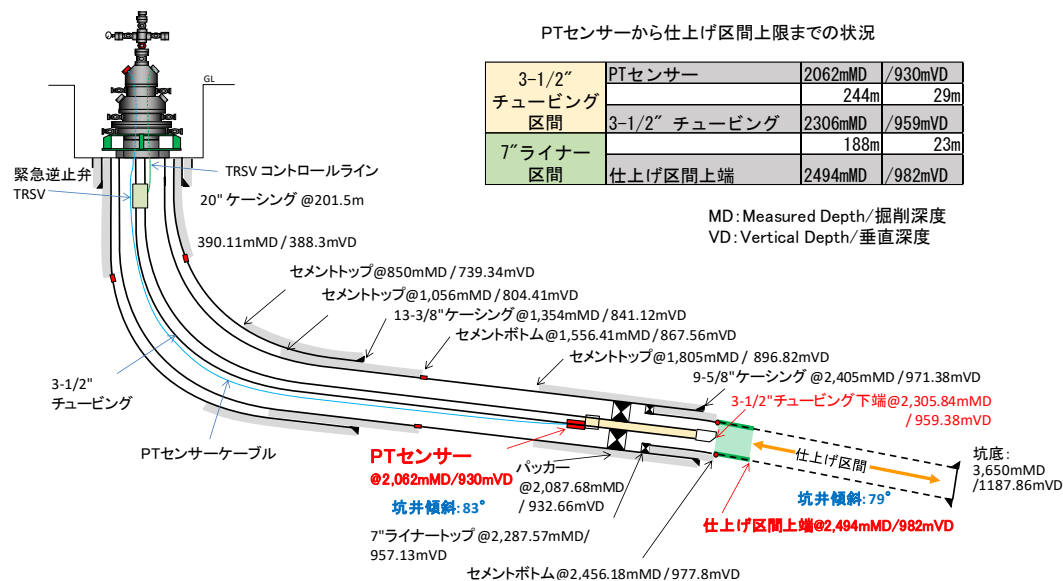 PTセンサーから仕上げ区間上限までの状況
3-1/2″
チュービング
区間
PTセンサー 2062mMD /930mVD
244m 29m
3-1/2″ チュービング 2306mMD /959mVD
7″ライナー
区間
188m 23m
仕上げ区間上端 2494mMD /982mVD
MD：Measured Depth/掘削深度
VD：Vertical Depth/垂直深度
GL
緊急逆止弁
TRSV
TRSV コントロールライン
20" ケーシング @201.5m
390.11mMD / 388.3mVD
セメントトップ@850mMD / 739.34mVD
セメントトップ@1,056mMD / 804.41mVD
13-3/8"ケーシング@1,354mMD / 841.12mVD
セメントボトム@1,556.41mMD / 867.56mVD
セメントトップ@1,805mMD / 896.82mVD
9-5/8"ケーシング @2,405mMD / 971.38mVD
3-1/2"チュービング下端@2,305.84mMD
/ 959.38mVD
3-1/2"
チュービング
PTセンサーケーブル
PTセンサー
@2,062mMD/930mVD
坑井傾斜：83°
パッカー
@2,087.68mMD
/ 932.66mVD
7"ライナートップ @2,287.57mMD/
957.13mVD
セメントボトム@2,456.18mMD / 977.8mVD
仕上げ区間
坑井傾斜：79°
仕上げ区間上端@2,494mMD/982mVD
坑底：
3,650mMD
/1187.86mVD